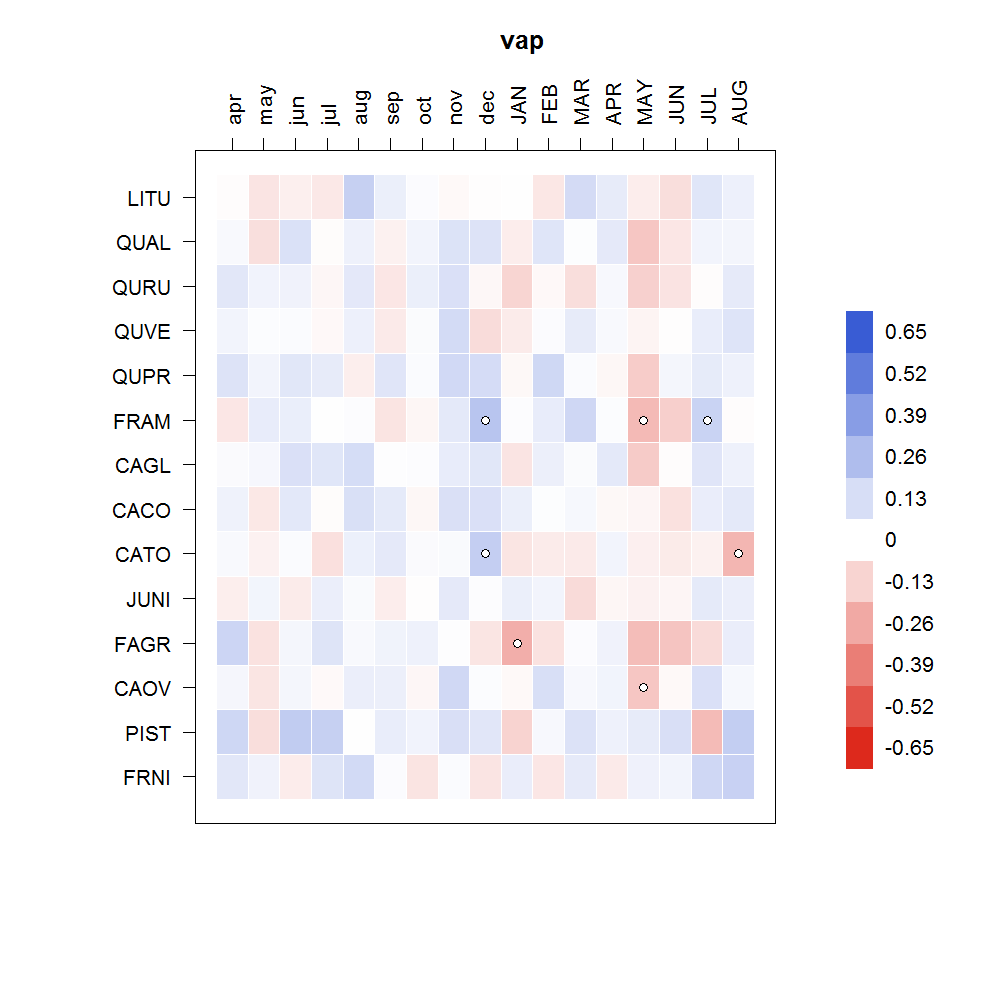 vap
apr may jun jul aug sep oct nov dec JAN FEB MAR APR MAY JUN JUL AUG
LITU
QUAL
QURU
QUVE
QUPR
FRAM
CAGL
CACO
CATO
JUNI
FAGR
CAOV
PIST
FRNI
0.65
0.52
0.39
0.26
0.13
0
-0.13
-0.26
-0.39
-0.52
-0.65